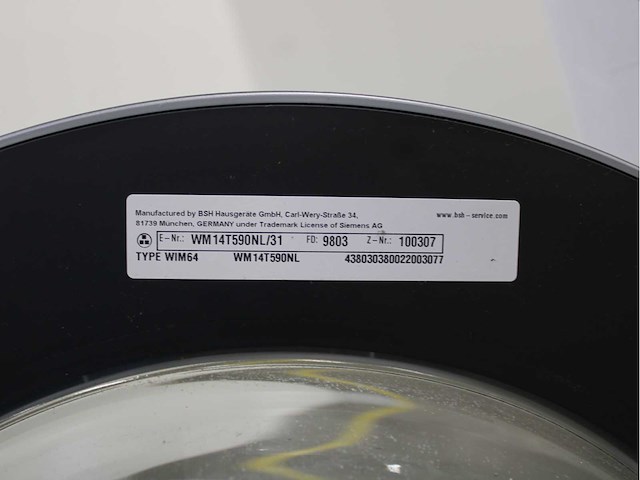 Manufactured by BSH Hausgeräte GmbH, Carl-Wery-Straße 34, www.bsh-service.com
81739 München, GERMANY under Trademark License of Siemens AG
E-Nr.: WM14T590NL/31 FD: 9803 Z-Nr.: 100307
TYPE WIM64 WM14T590NL 438030380022003077